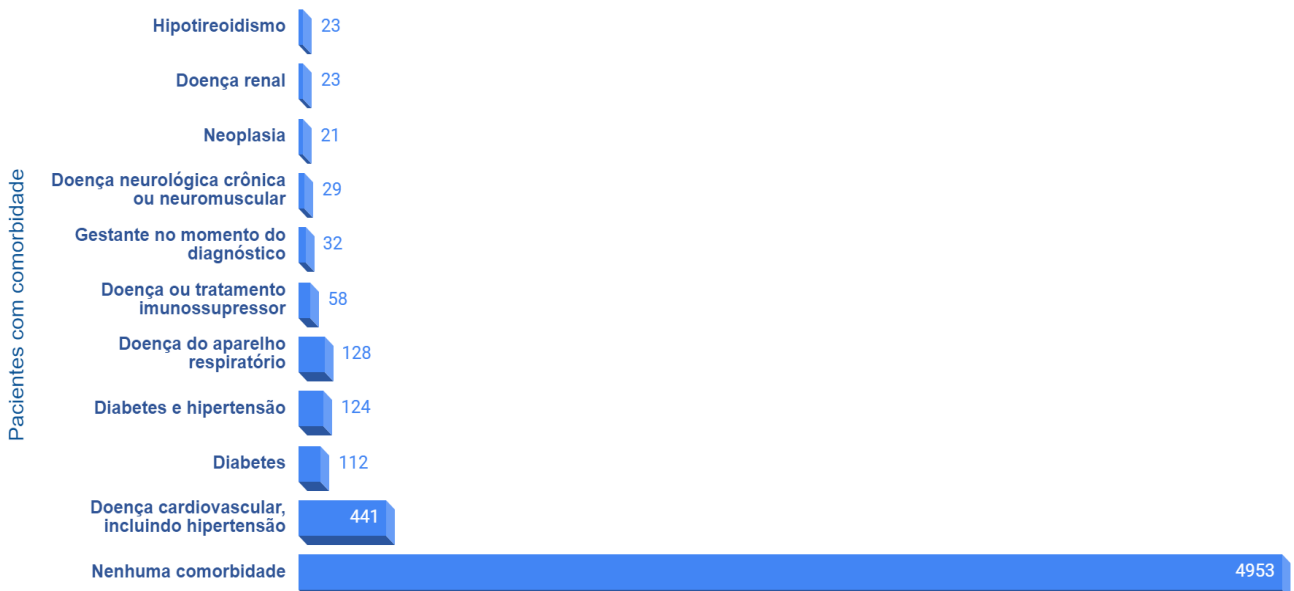 Pacientes com comorbidade
Hipotireoidismo
23
Doença renal
23
Neoplasia
21
Doença neurológica crônica
ou neuromuscular
29
Gestante no momento do
diagnóstico
32
Doença ou tratamento
imunossupressor
58
Doença do aparelho
respiratório
128
Diabetes e hipertensão
124
Diabetes
112
Doença cardiovascular,
incluindo hipertensão
441
Nenhuma comorbidade
4953